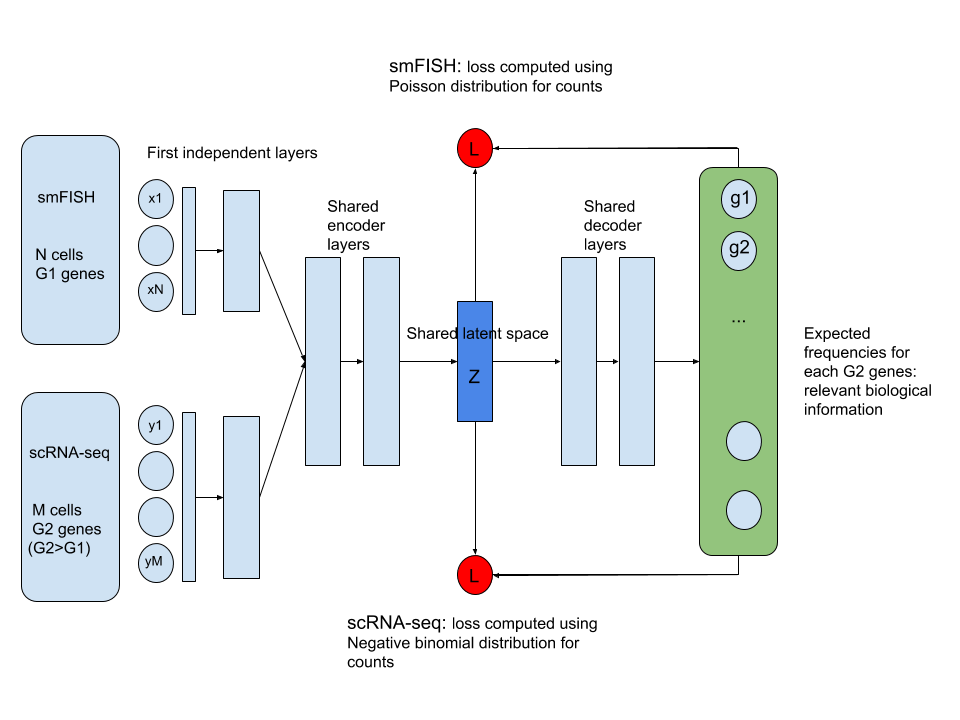 smFISH: loss computed using
Poisson distribution for counts
First independent layers
L
smFISH
N cells
G1 genes
x1
xN
Shared
encoder
layers
Shared
decoder
layers
g1
g2
...
Shared latent space
Z
Expected
frequencies for
each G2 genes:
relevant biological
information
scRNA-seq
M cells
G2 genes
(G2>G1)
y1
yM
L
scRNA-seq: loss computed using
Negative binomial distribution for
counts